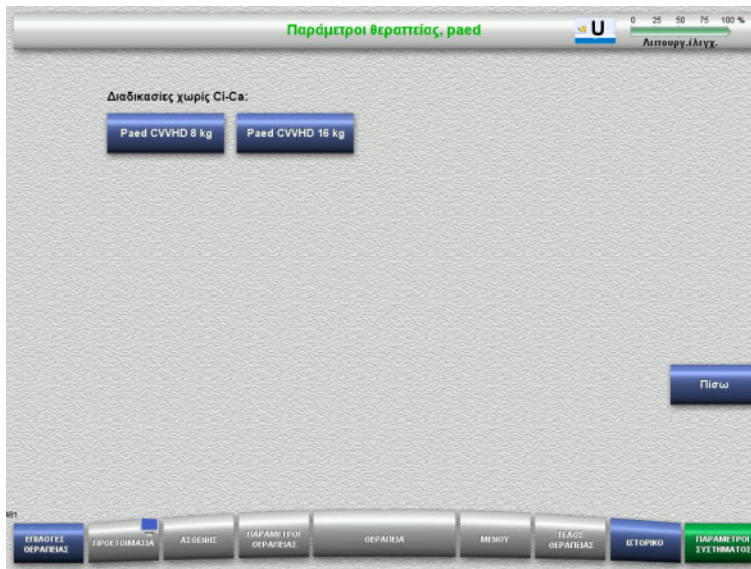 Παράμετροι θεραπείας, paed
U
0 25 50 75 100 %
Λειτουργ.έλεγχ.
Διαδικασίες χωρίς Ci-Ca:
Paed CVVHD 8 kg
Paed CVVHD 16 kg
Πίσω
481
ΕΠΙΛΟΓΕΣ
ΘΕΡΑΠΕΙΑΣ
ΠΡΟΕΤΟΙΜΑΣΙΑ
ΑΣΘΕΝΗΣ
ΠΑΡΑΜΕΤΡΟΙ
ΘΕΡΑΠΕΙΑΣ
ΘΕΡΑΠΕΙΑ
ΜΕΝΟΥ
ΤΕΛΟΣ
ΘΕΡΑΠΕΙΑΣ
ΙΣΤΟΡΙΚΟ
ΠΑΡΑΜΕΤΡΟΙ
ΣΥΣΤΗΜΑΤΟΣ